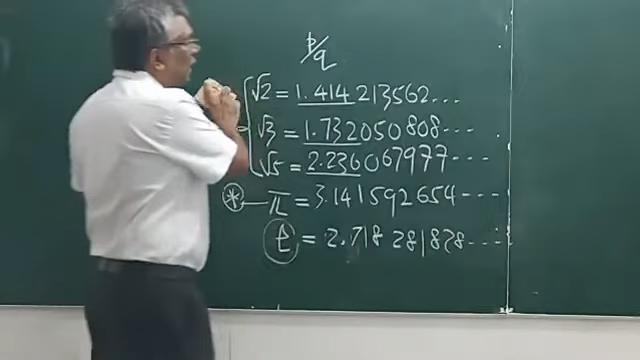 p/q
√2 = 1.414213562...
√3 = 1.732050808---
√5 = 2.236067977---
* — π = 3.141592654---
e = 2.718281828----